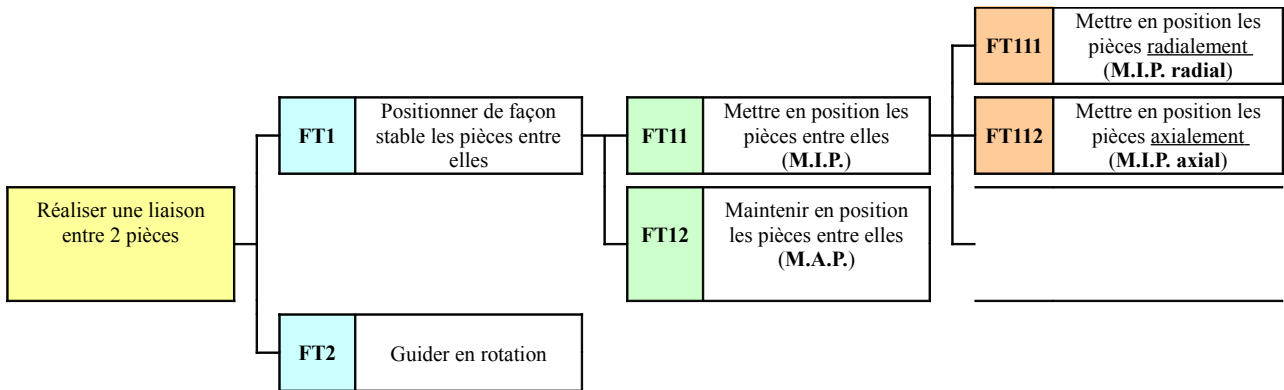 Réaliser une liaison
entre 2 pièces
FT1
Positionner de façon
stable les pièces entre
elles
FT2
Guider en rotation
FT11
Mettre en position les
pièces entre elles
(M.I.P.)
FT12
Maintenir en position
les pièces entre elles
(M.A.P.)
FT111
Mettre en position les
pièces radialement
(M.I.P. radial)
FT112
Mettre en position les
pièces axialement
(M.I.P. axial)